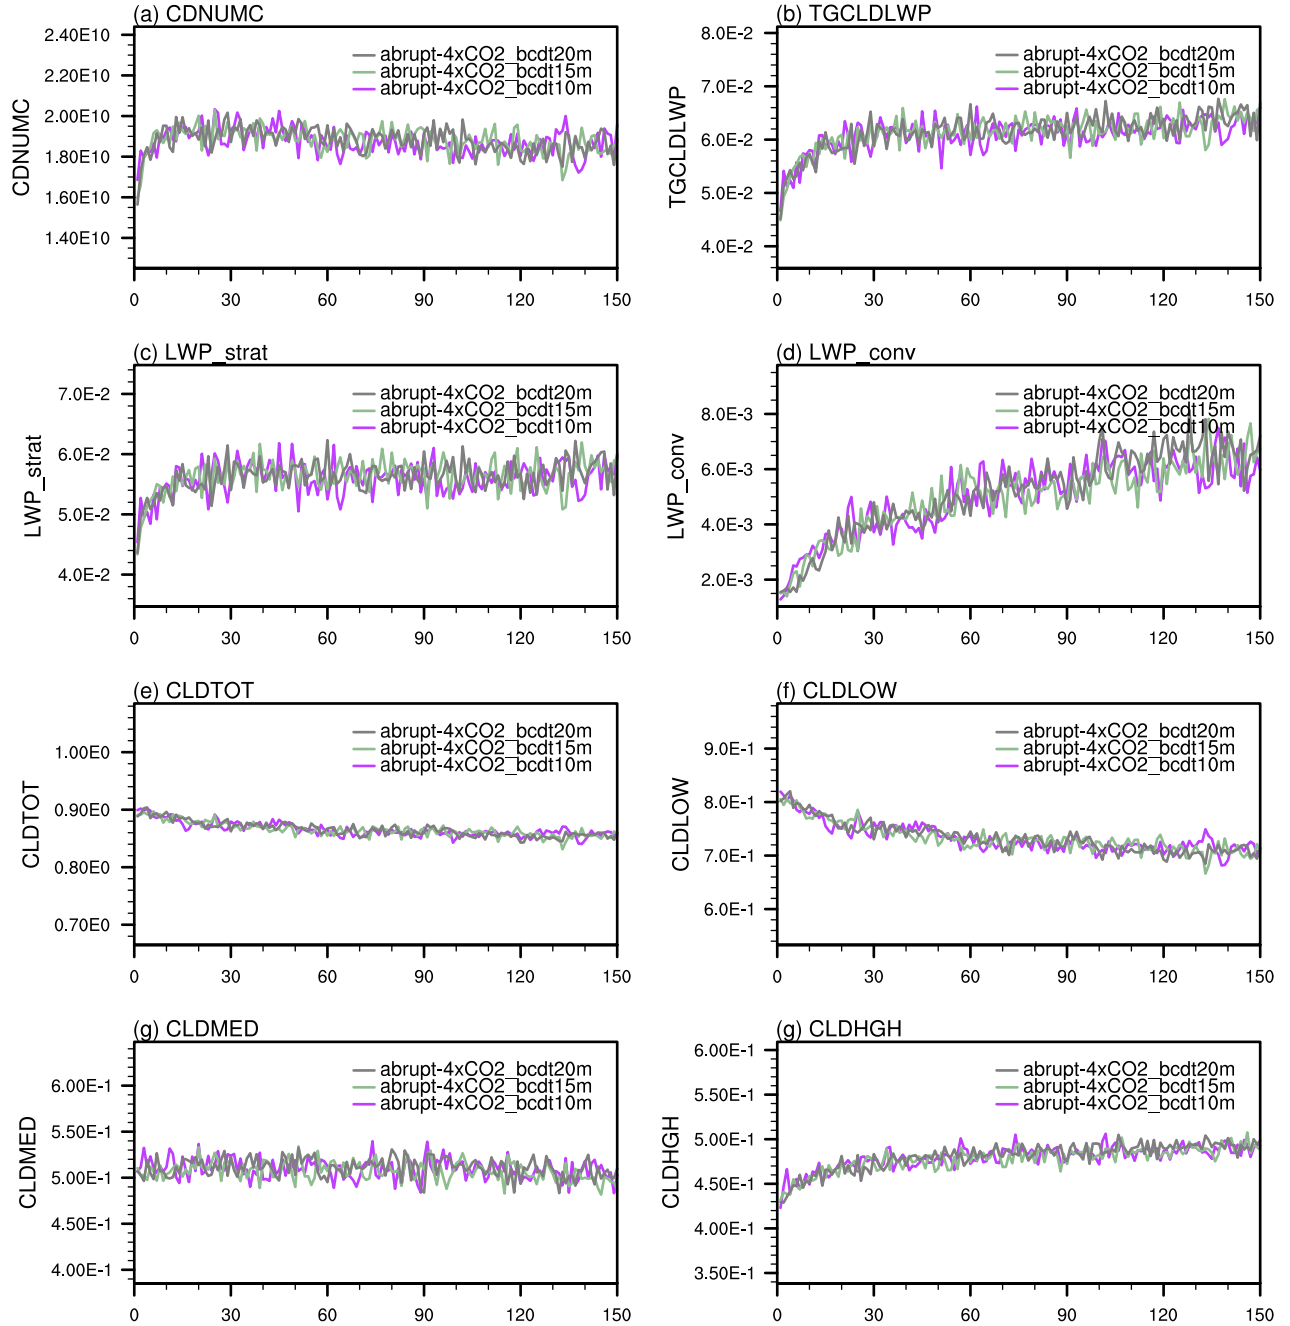 (a) CDNUMC
CDNUMC
2.40E10
2.20E10
2.00E10
1.80E10
1.60E10
1.40E10
abrupt-4xCO2_bcdt20m
abrupt-4xCO2_bcdt15m
abrupt-4xCO2_bcdt10m
0 30 60 90 120 150
(b) TGCLDLWP
TGCLDLWP
8.0E-2
7.0E-2
6.0E-2
5.0E-2
4.0E-2
abrupt-4xCO2_bcdt20m
abrupt-4xCO2_bcdt15m
abrupt-4xCO2_bcdt10m
0 30 60 90 120 150
(c) LWP_strat
LWP_strat
7.0E-2
6.0E-2
5.0E-2
4.0E-2
abrupt-4xCO2_bcdt20m
abrupt-4xCO2_bcdt15m
abrupt-4xCO2_bcdt10m
0 30 60 90 120 150
(d) LWP_conv
LWP_conv
8.0E-3
6.0E-3
4.0E-3
2.0E-3
abrupt-4xCO2_bcdt20m
abrupt-4xCO2_bcdt15m
abrupt-4xCO2_bcdt10m
0 30 60 90 120 150
(e) CLDTOT
CLDTOT
1.00E0
0.90E0
0.80E0
0.70E0
abrupt-4xCO2_bcdt20m
abrupt-4xCO2_bcdt15m
abrupt-4xCO2_bcdt10m
0 30 60 90 120 150
(f) CLDLOW
CLDLOW
9.0E-1
8.0E-1
7.0E-1
6.0E-1
abrupt-4xCO2_bcdt20m
abrupt-4xCO2_bcdt15m
abrupt-4xCO2_bcdt10m
0 30 60 90 120 150
(g) CLDMED
CLDMED
6.00E-1
5.50E-1
5.00E-1
4.50E-1
4.00E-1
abrupt-4xCO2_bcdt20m
abrupt-4xCO2_bcdt15m
abrupt-4xCO2_bcdt10m
0 30 60 90 120 150
(g) CLDHGH
CLDHGH
6.00E-1
5.50E-1
5.00E-1
4.50E-1
4.00E-1
3.50E-1
abrupt-4xCO2_bcdt20m
abrupt-4xCO2_bcdt15m
abrupt-4xCO2_bcdt10m
0 30 60 90 120 150